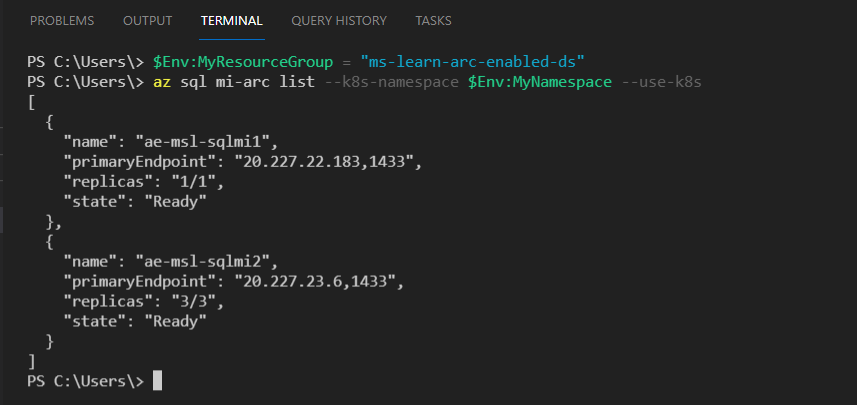 PROBLEMS OUTPUT TERMINAL QUERY HISTORY TASKS
PS C:\Users\> $Env:MyResourceGroup = "ms-learn-arc-enabled-ds"
PS C:\Users\> az sql mi-arc list --k8s-namespace $Env:MyNamespace --use-k8s
[
  {
    "name": "ae-msl-sqlmi1",
    "primaryEndpoint": "20.227.22.183,1433",
    "replicas": "1/1",
    "state": "Ready"
  },
  {
    "name": "ae-msl-sqlmi2",
    "primaryEndpoint": "20.227.23.6,1433",
    "replicas": "3/3",
    "state": "Ready"
  }
]
PS C:\Users\>